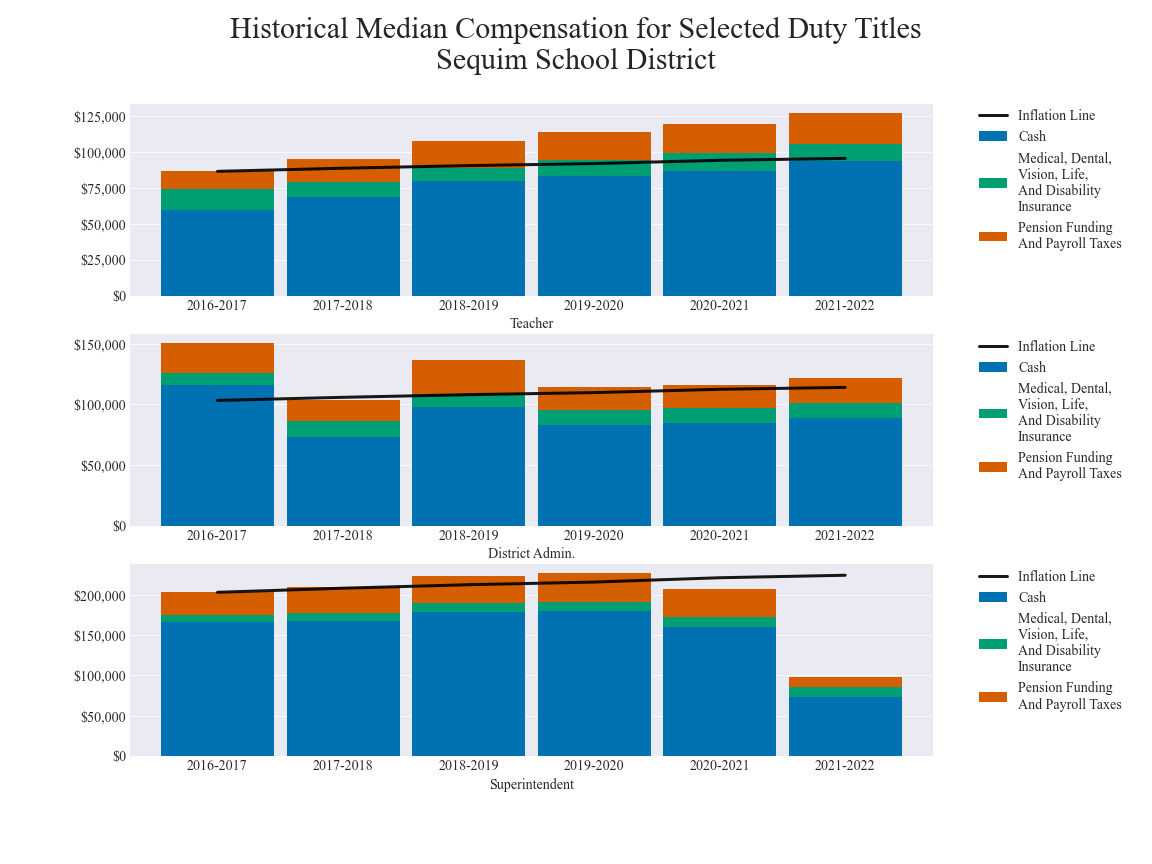 Historical Median Compensation for Selected Duty Titles
Sequim School District
$125,000
$100,000
$75,000
$50,000
$25,000
$0
2016-2017 2017-2018 2018-2019 2019-2020 2020-2021 2021-2022
Teacher
Inflation Line
Cash
Medical, Dental,
Vision, Life,
And Disability
Insurance
Pension Funding
And Payroll Taxes
$150,000
$100,000
$50,000
$0
2016-2017 2017-2018 2018-2019 2019-2020 2020-2021 2021-2022
District Admin.
Inflation Line
Cash
Medical, Dental,
Vision, Life,
And Disability
Insurance
Pension Funding
And Payroll Taxes
$200,000
$150,000
$100,000
$50,000
$0
2016-2017 2017-2018 2018-2019 2019-2020 2020-2021 2021-2022
Superintendent
Inflation Line
Cash
Medical, Dental,
Vision, Life,
And Disability
Insurance
Pension Funding
And Payroll Taxes